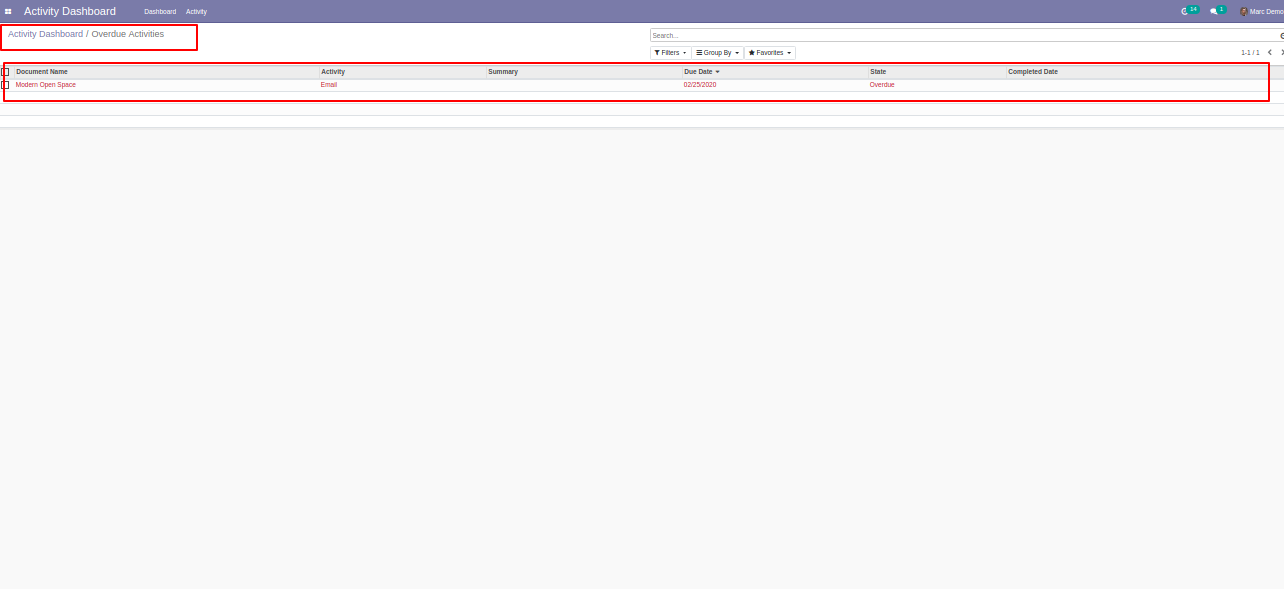 Activity Dashboard Dashboard Activity 14 1 Marc Demo
Activity Dashboard / Overdue Activities
Search...
Filters Group By Favorites 1-1 / 1
Document Name Activity Summary Due Date State Completed Date
Modern Open Space Email 02/25/2020 Overdue